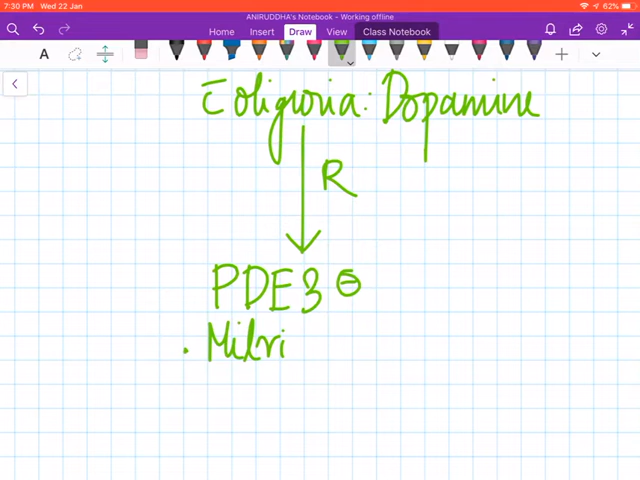 7:30 PM Wed 22 Jan 62%
ANIRUDDHA's Notebook - Working offline
Home Insert Draw View Class Notebook
A
c̄ oliguria: Dopamine
R
PDE3 ⊖
. Milri